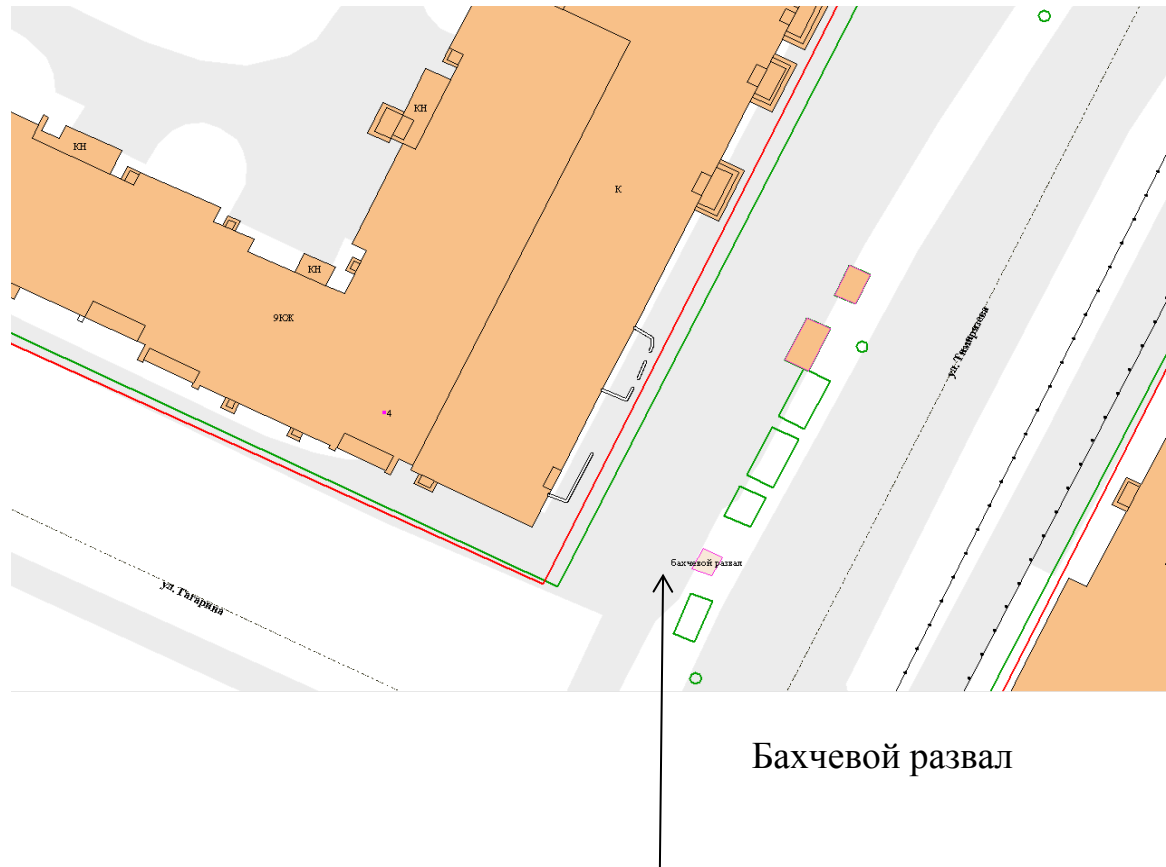 КН
КН
К
КН
9КЖ
ул. Тимирязева
4
бахчевой развал
ул. Гагарина
Бахчевой развал